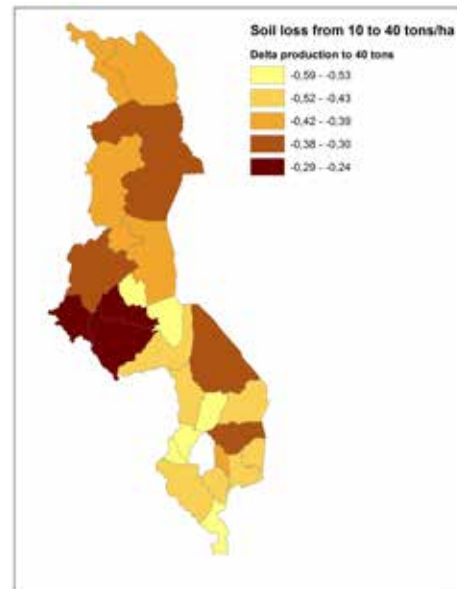 Soil loss from 10 to 40 tons/ha
Delta production to 40 tons
-0,59 - -0,53
-0,52 - -0,43
-0,42 - -0,39
-0,38 - -0,30
-0,29 - -0,24